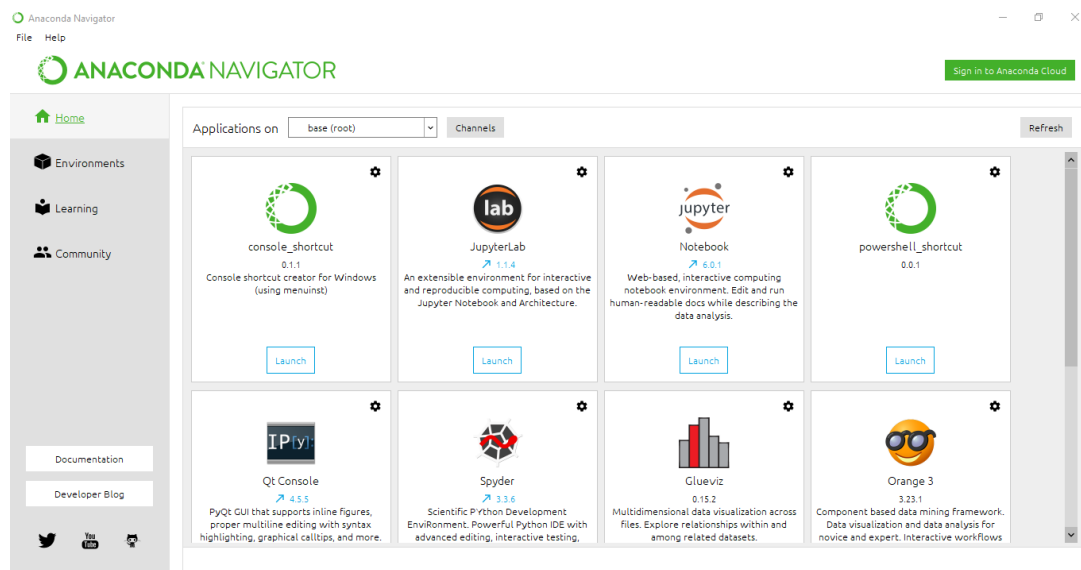 Anaconda Navigator
File Help
ANACONDA NAVIGATOR
Sign in to Anaconda Cloud
Home
Environments
Learning
Community
Documentation
Developer Blog
You
Tube
Applications on
base (root)
Channels
Refresh
console_shortcut
0.1.1
Console shortcut creator for Windows
(using menuinst)
Launch
lab
JupyterLab
1.1.4
An extensible environment for interactive
and reproducible computing, based on the
Jupyter Notebook and Architecture.
Launch
jupyter
Notebook
6.0.1
Web-based, interactive computing
notebook environment. Edit and run
human-readable docs while describing the
data analysis.
Launch
powershell_shortcut
0.0.1
Launch
IP[y]:
Qt Console
4.5.5
PyQt GUI that supports inline figures,
proper multiline editing with syntax
highlighting, graphical calltips, and more.
Spyder
3.3.6
Scientific PYthon Development
EnviRonment. Powerful Python IDE with
advanced editing, interactive testing,
Glueviz
0.15.2
Multidimensional data visualization across
files. Explore relationships within and
among related datasets.
Orange 3
3.23.1
Component based data mining framework.
Data visualization and data analysis for
novice and expert. Interactive workflows